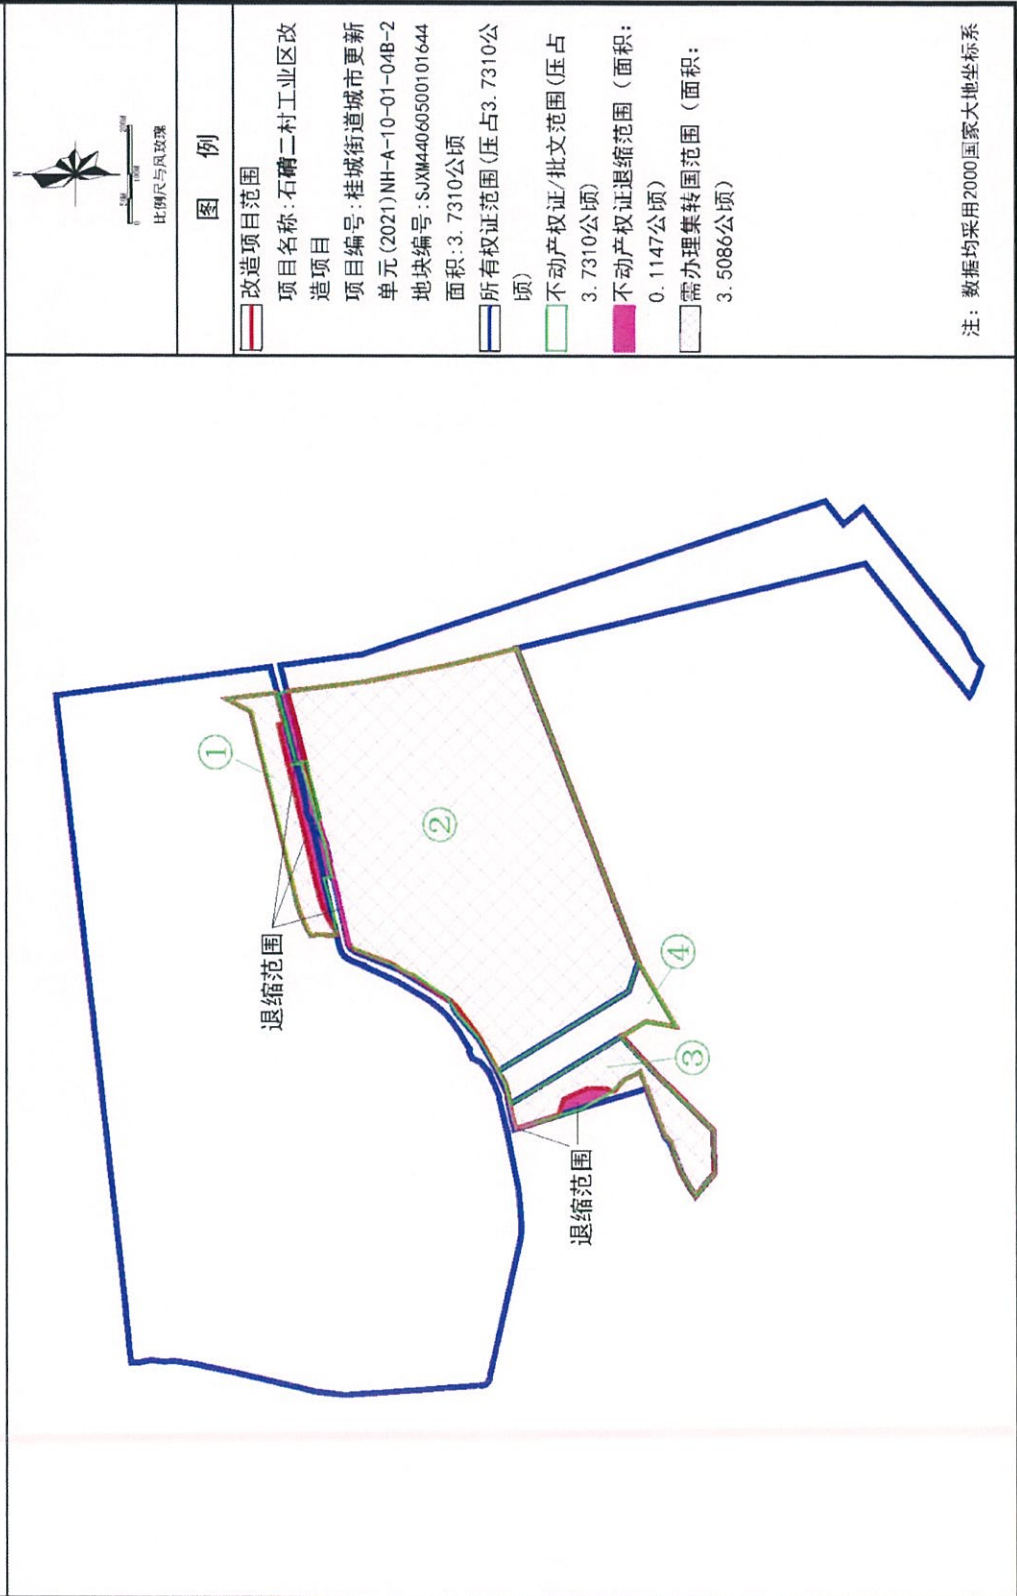 N
0 50M 100M 200M
比例尺与风玫瑰
图 例
改造项目范围
项目名称:石硝二村工业区改
造项目
项目编号:桂城街道城市更新
单元(2021)NH-A-10-01-04B-2
地块编号:SJXM44060500101644
面积:3.7310公顷
所有权证范围(压占3.7310公
顷)
不动产权证/批文范围(压占
3.7310公顷)
不动产权证退缩范围(面积:
0.1147公顷)
需办理集转国范围(面积:
3.5086公顷)
注:数据均采用2000国家大地坐标系
①
②
③
④
退缩范围
退缩范围